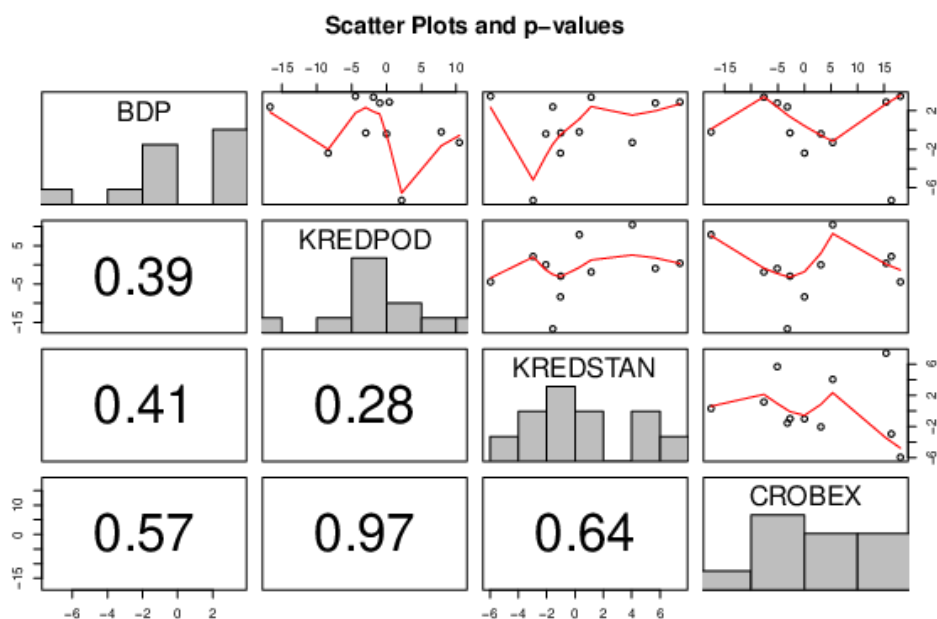 Scatter Plots and p−values
−15 −10 −5 0 5 10
−15 −5 0 5 15
BDP
2
−2
−6
5
−5
−15
0.39
KREDPOD
0.41
0.28
KREDSTAN
6
2
−2
−6
10
0
−15
0.57
0.97
0.64
CROBEX
−6 −4 −2 0 2
−6 −4 −2 0 2 4 6